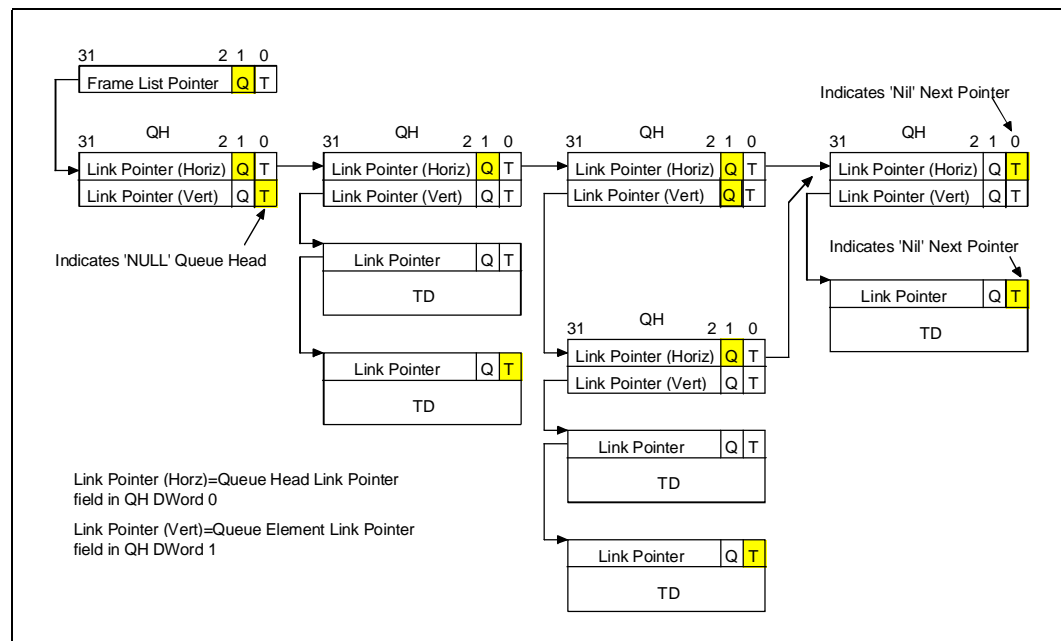 31 2 1 0
Frame List Pointer Q T
Indicates 'Nil' Next Pointer
QH QH QH QH
31 2 1 0 31 2 1 0 31 2 1 0 31 2 1 0
Link Pointer (Horiz) Q T Link Pointer (Horiz) Q T Link Pointer (Horiz) Q T Link Pointer (Horiz) Q T
Link Pointer (Vert) Q T Link Pointer (Vert) Q T Link Pointer (Vert) Q Link Pointer (Vert) Q T
Indicates 'NULL' Queue Head
Link Pointer Q T
TD
Indicates 'Nil' Next Pointer
Link Pointer Q T
TD
QH
31 2 1 0
Link Pointer (Horiz) Q T
Link Pointer (Vert) Q T
Link Pointer Q T
TD
Link Pointer Q T
TD
Link Pointer Q T
TD
Link Pointer (Horz)=Queue Head Link Pointer
field in QH DWord 0
Link Pointer (Vert)=Queue Element Link Pointer
field in QH DWord 1